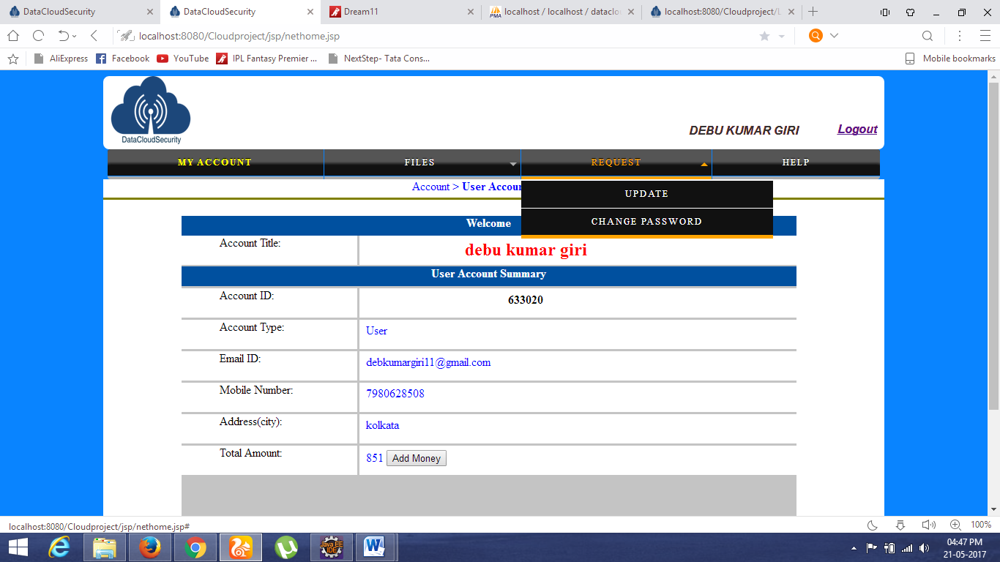 DataCloudSecurity
DataCloudSecurity
Dream11
localhost / localhost / dataclo
localhost:8080/Cloudproject/
localhost:8080/Cloudproject/jsp/nethome.jsp
AliExpress
Facebook
YouTube
IPL Fantasy Premier ...
NextStep- Tata Cons...
Mobile bookmarks
DataCloudSecurity
DEBU KUMAR GIRI
Logout
MY ACCOUNT
FILES
REQUEST
HELP
Account > User Accou
UPDATE
CHANGE PASSWORD
Welcome
Account Title:
debu kumar giri
User Account Summary
Account ID:
633020
Account Type:
User
Email ID:
debkumargiri11@gmail.com
Mobile Number:
7980628508
Address(city):
kolkata
Total Amount:
851 Add Money
localhost:8080/Cloudproject/jsp/nethome.jsp#
100%
Java EE
IDE
04:47 PM
21-05-2017